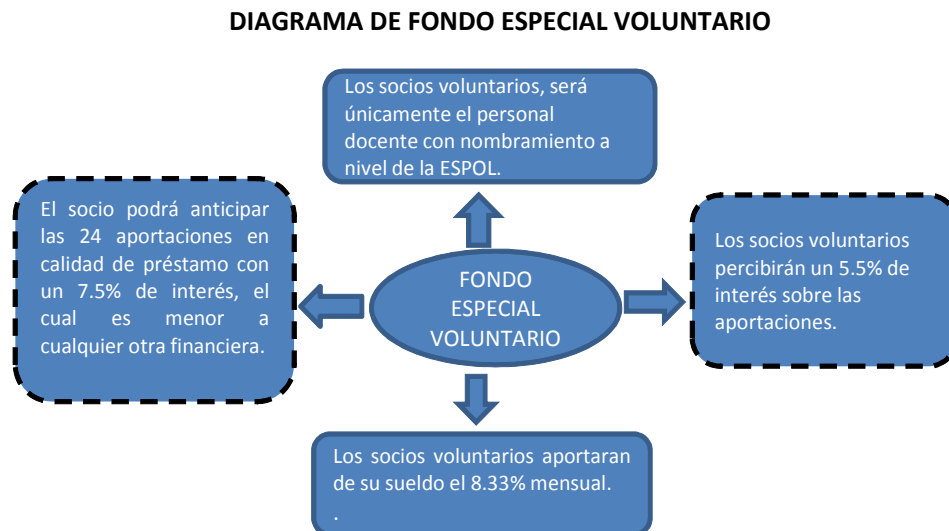 DIAGRAMA DE FONDO ESPECIAL VOLUNTARIO
Los socios voluntarios, será
únicamente el personal
docente con nombramiento a
nivel de la ESPOL.
El socio podrá anticipar
las 24 aportaciones en
calidad de préstamo con
un 7.5% de interés, el
cual es menor a
cualquier otra financiera.
FONDO
ESPECIAL
VOLUNTARIO
Los socios voluntarios
percibirán un 5.5% de
interés sobre las
aportaciones.
Los socios voluntarios aportaran
de su sueldo el 8.33% mensual.
.